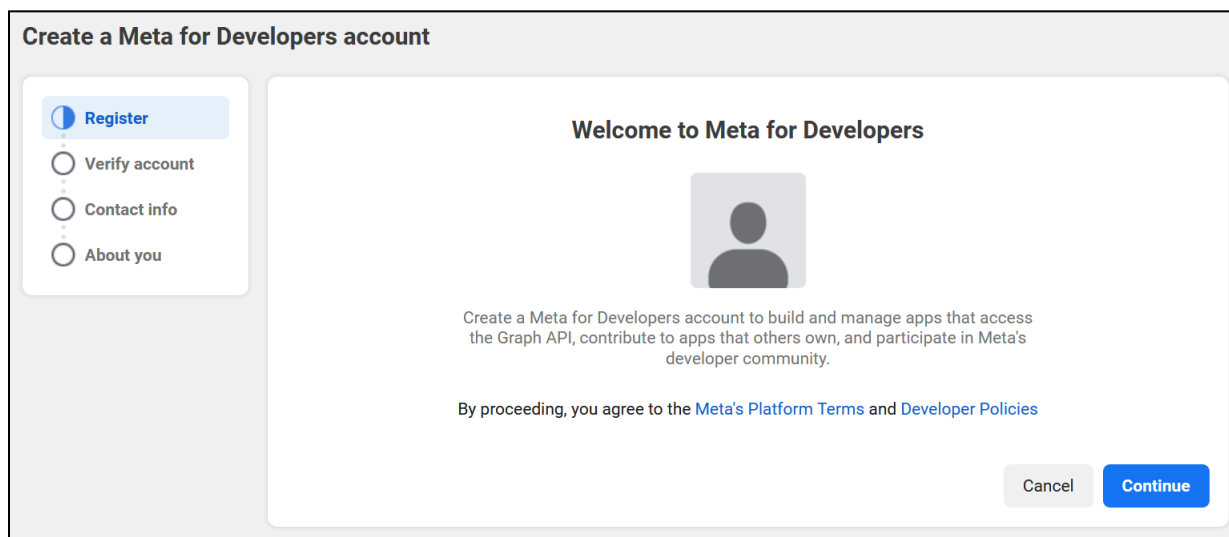 Create a Meta for Developers account
Register
Verify account
Contact info
About you
Welcome to Meta for Developers
Create a Meta for Developers account to build and manage apps that access
the Graph API, contribute to apps that others own, and participate in Meta's
developer community.
By proceeding, you agree to the Meta's Platform Terms and Developer Policies
Cancel
Continue